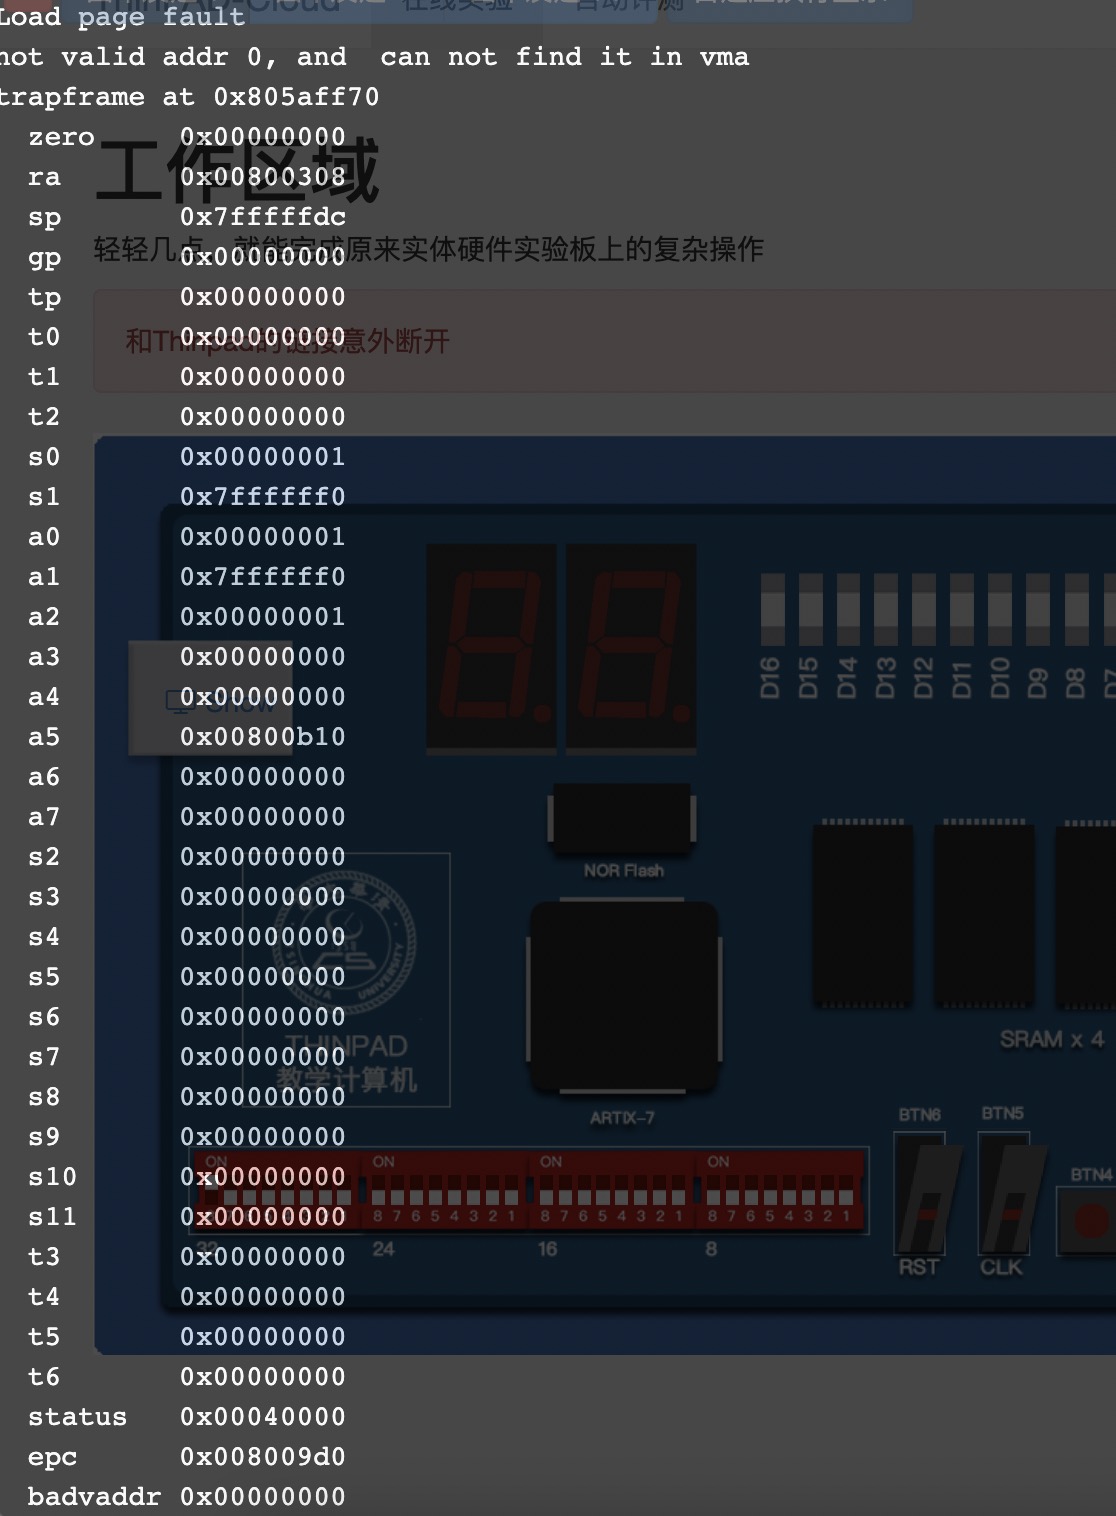 Load page fault
not valid addr 0, and  can not find it in vma
trapframe at 0x805aff70
zero 0x00000000
工作区域
ra 0x00800308
sp 0x7fffffdc
轻轻几点，就能完成原来实体硬件实验板上的复杂操作
gp 0x00000000
tp 0x00000000
t0 0x00000000
和Thinpad的链接意外断开
t1 0x00000000
t2 0x00000000
s0 0x00000001
s1 0x7ffffff0
a0 0x00000001
a1 0x7ffffff0
a2 0x00000001
a3 0x00000000
D16 D15 D14 D13 D12 D11 D10 D9 D8 D7
a4 0x00000000
Show
a5 0x00800b10
a6 0x00000000
a7 0x00000000
s2 0x00000000
NOR Flash
s3 0x00000000
s4 0x00000000
s5 0x00000000
UNIVERSITY
s6 0x00000000
THINPAD
SRAM x 4
s7 0x00000000
教学计算机
s8 0x00000000
ARTIX-7
BTN6 BTN5
s9 0x00000000
ON ON ON ON
s10 0x00000000
BTN4
s11 0x00000000
8 7 6 5 4 3 2 1 8 7 6 5 4 3 2 1 8 7 6 5 4 3 2 1
t3 0x00000000
32 24 16 8
RST CLK
t4 0x00000000
t5 0x00000000
t6 0x00000000
status 0x00040000
epc 0x008009d0
badvaddr 0x00000000